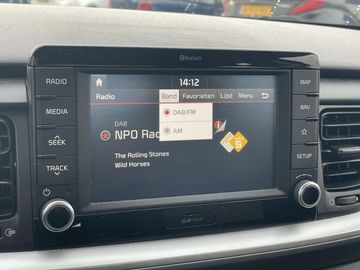 Bluetooth
RADIO
MEDIA
SEEK
TRACK
14:12
Radio
Band Favorieten Lijst Menu
DAB/FM
AM
DAB
NPO Rad
The Rolling Stones
Wild Horses
MAP
NAV
SETUP